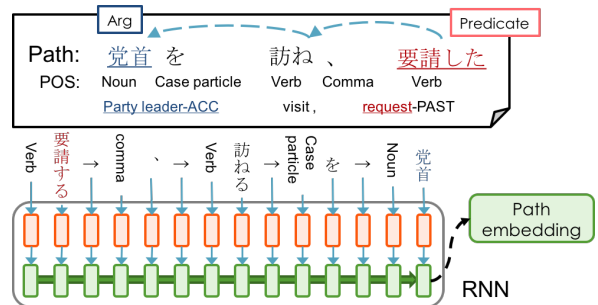 Arg
Predicate
Path: 党首 を 訪ね 、 要請した
POS: Noun Case particle Verb Comma Verb
Party leader-ACC visit , request-PAST
Verb 要請する → comma 、 → Verb 訪ねる → Case particle を → Noun 党首
Path embedding
RNN